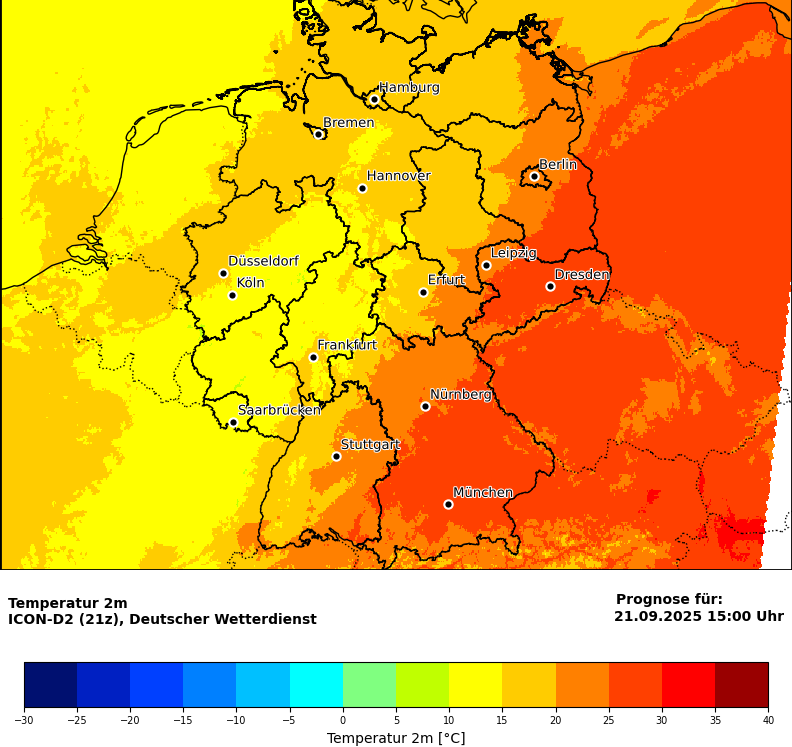 Hamburg
Bremen
Berlin
Hannover
Leipzig
Düsseldorf
Dresden
Köln
Erfurt
Frankfurt
Nürnberg
Saarbrücken
Stuttgart
München
Temperatur 2m
ICON-D2 (21z), Deutscher Wetterdienst
Prognose für:
21.09.2025 15:00 Uhr
−30 −25 −20 −15 −10 −5 0 5 10 15 20 25 30 35 40
Temperatur 2m [°C]